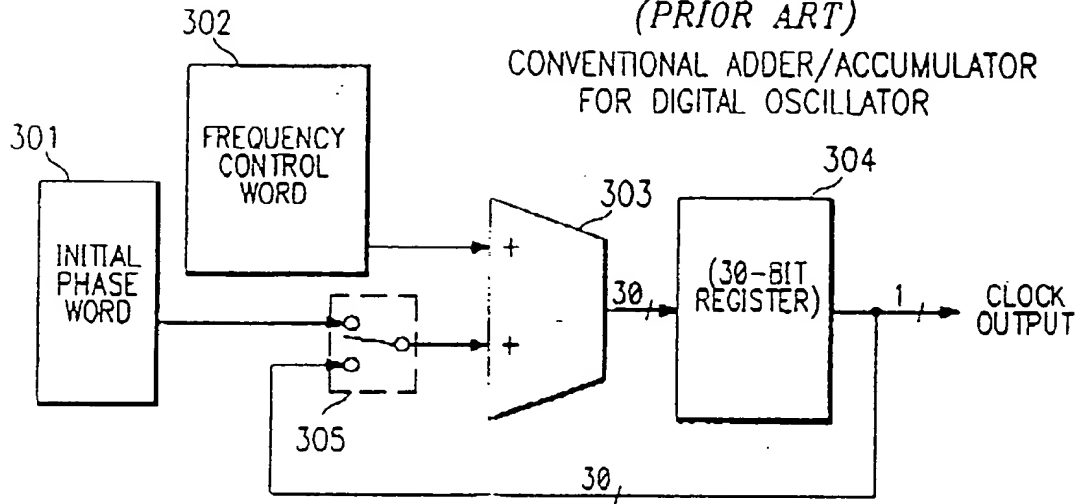 (PRIOR ART)
CONVENTIONAL ADDER/ACCUMULATOR
FOR DIGITAL OSCILLATOR
302
301
FREQUENCY
CONTROL
WORD
INITIAL
PHASE
WORD
303
304
+
+
30
(30-BIT
REGISTER)
1
CLOCK
OUTPUT
305
30